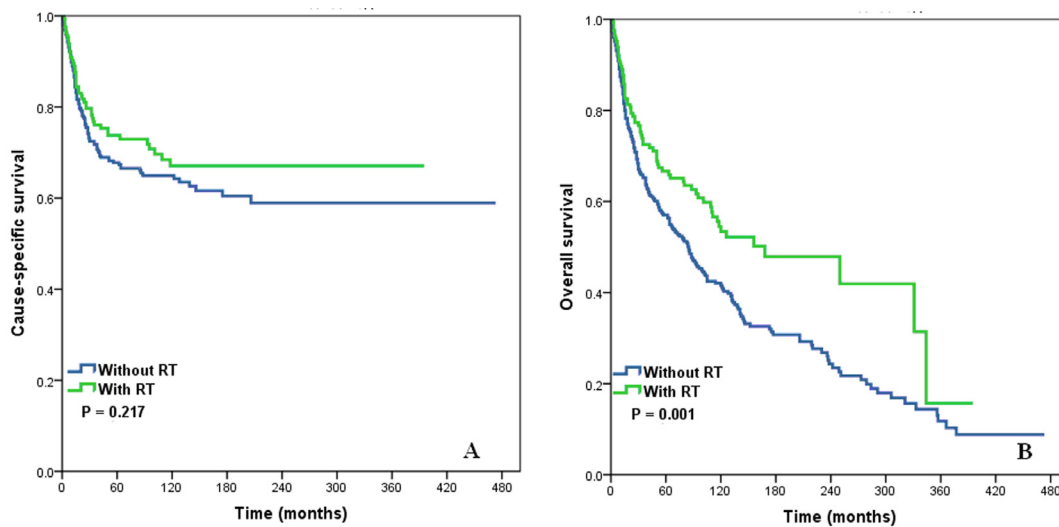 Cause-specific survival
1.0
0.8
0.6
0.4
0.2
0.0
Without RT
With RT
P = 0.217
A
0 60 120 180 240 300 360 420 480
Time (months)
Overall survival
1.0
0.8
0.6
0.4
0.2
0.0
Without RT
With RT
P = 0.001
B
0 60 120 180 240 300 360 420 480
Time (months)